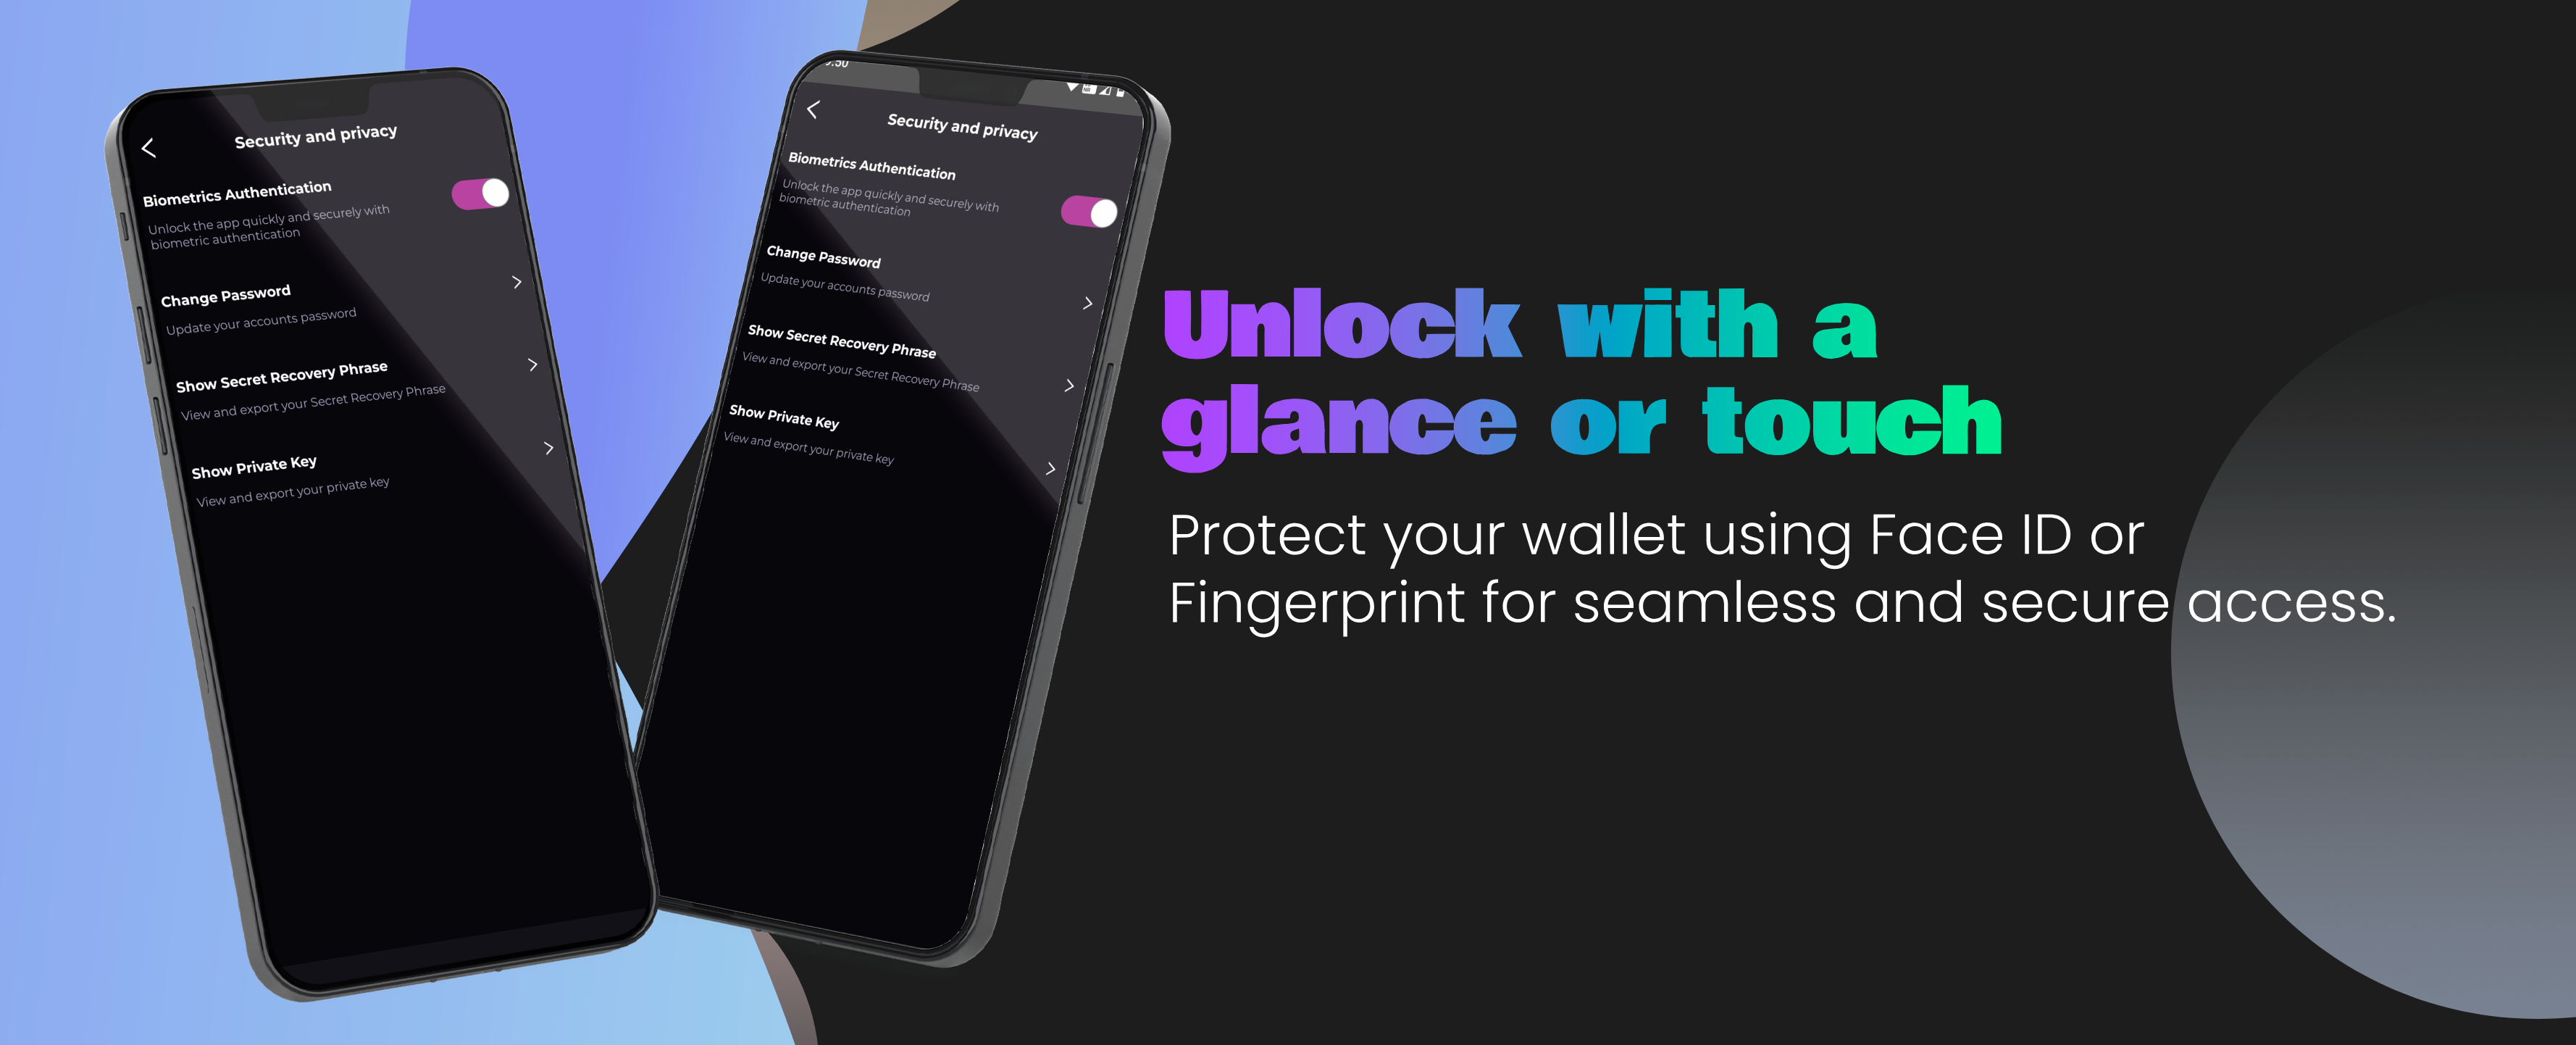 Security and privacy
Biometrics Authentication
Unlock the app quickly and securely with
biometric authentication
Change Password
Update your accounts password
Show Secret Recovery Phrase
View and export your Secret Recovery Phrase
Show Private Key
View and export your private key
Security and privacy
Biometrics Authentication
Unlock the app quickly and securely with
biometric authentication
Change Password
Update your accounts password
Show Secret Recovery Phrase
View and export your Secret Recovery Phrase
Show Private Key
View and export your private key
Unlock with a
glance or touch
Protect your wallet using Face ID or
Fingerprint for seamless and secure access.